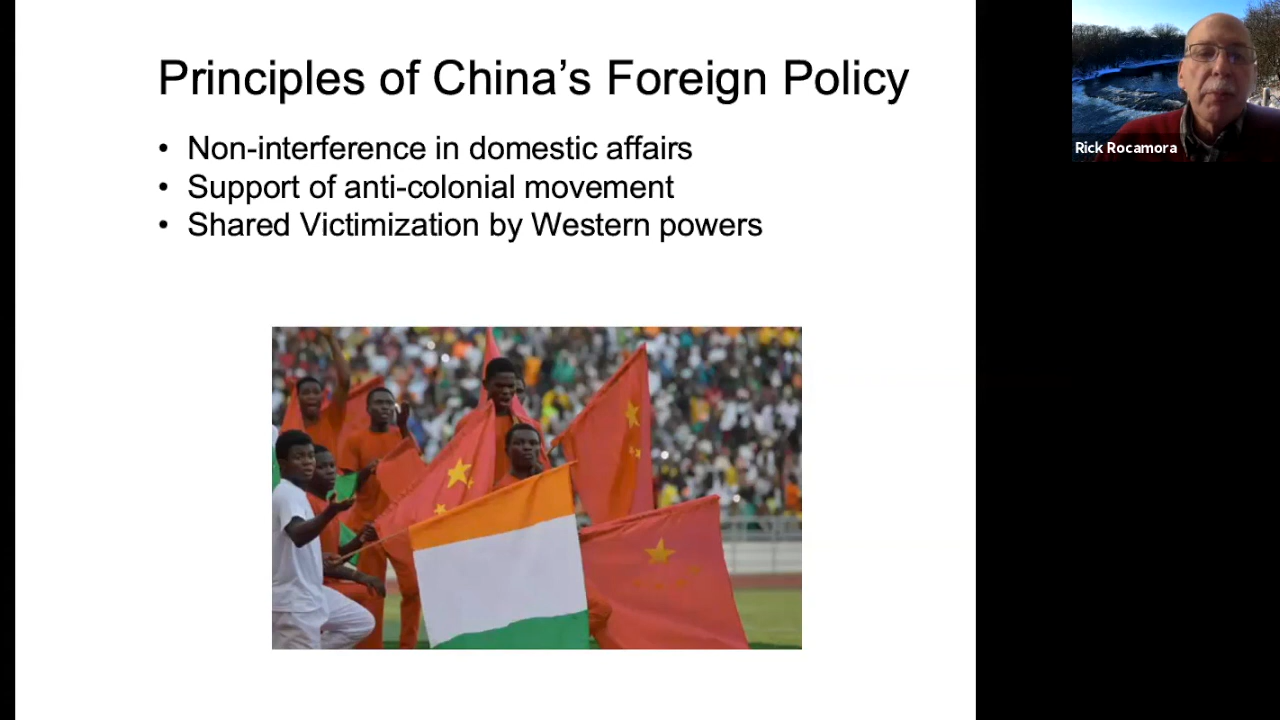 Principles of China’s Foreign Policy
• Non-interference in domestic affairs
• Support of anti-colonial movement
• Shared Victimization by Western powers
Rick Rocamora